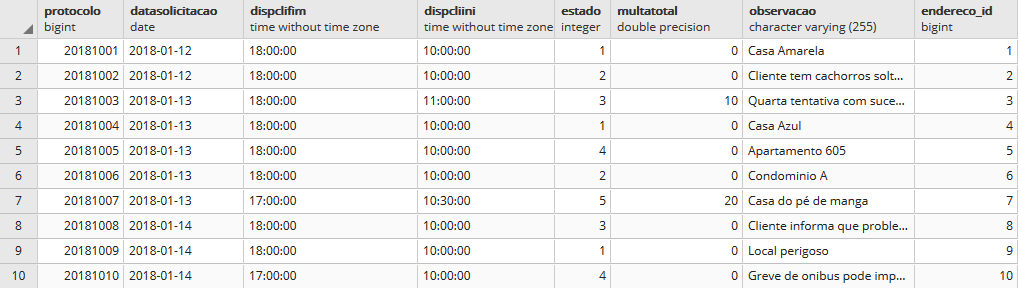 protocolo datasolicitacao dispclifim dispcliini estado multatotal observacao endereco_id
bigint date time without time zone time without time zone integer double precision character varying (255) bigint
1 20181001 2018-01-12 18:00:00 10:00:00 1 0 Casa Amarela 1
2 20181002 2018-01-12 18:00:00 10:00:00 2 0 Cliente tem cachorros solt... 2
3 20181003 2018-01-13 18:00:00 11:00:00 3 10 Quarta tentativa com suce... 3
4 20181004 2018-01-13 18:00:00 10:00:00 1 0 Casa Azul 4
5 20181005 2018-01-13 18:00:00 10:00:00 4 0 Apartamento 605 5
6 20181006 2018-01-13 18:00:00 10:00:00 2 0 Condominio A 6
7 20181007 2018-01-13 17:00:00 10:30:00 5 20 Casa do pé de manga 7
8 20181008 2018-01-14 18:00:00 10:00:00 3 0 Cliente informa que proble... 8
9 20181009 2018-01-14 18:00:00 10:00:00 1 0 Local perigoso 9
10 20181010 2018-01-14 17:00:00 10:00:00 4 0 Greve de onibus pode imp... 10